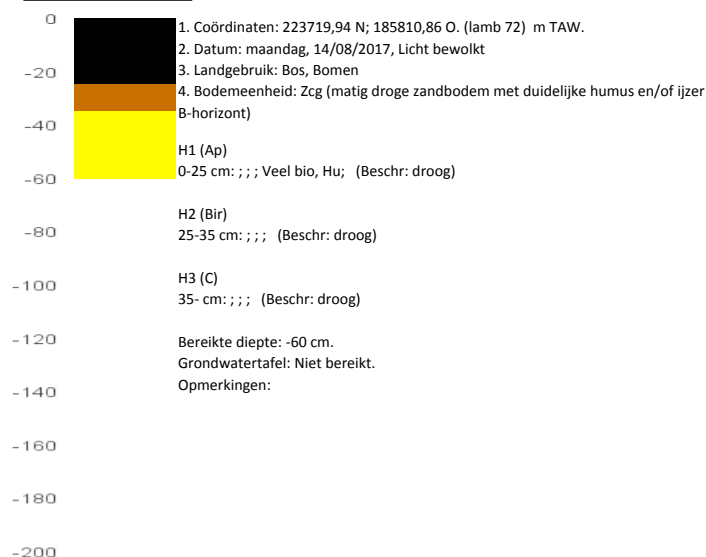 0
-20
-40
-60
-80
-100
-120
-140
-160
-180
-200
1. Coördinaten: 223719,94 N; 185810,86 O. (lamb 72)  m TAW.
2. Datum: maandag, 14/08/2017, Licht bewolkt
3. Landgebruik: Bos, Bomen
4. Bodemeenheid: Zcg (matig droge zandbodem met duidelijke humus en/of ijzer
B-horizont)
H1 (Ap)
0-25 cm: ; ; ; Veel bio, Hu;   (Beschr: droog)
H2 (Bir)
25-35 cm: ; ; ;   (Beschr: droog)
H3 (C)
35- cm: ; ; ;   (Beschr: droog)
Bereikte diepte: -60 cm.
Grondwatertafel: Niet bereikt.
Opmerkingen: